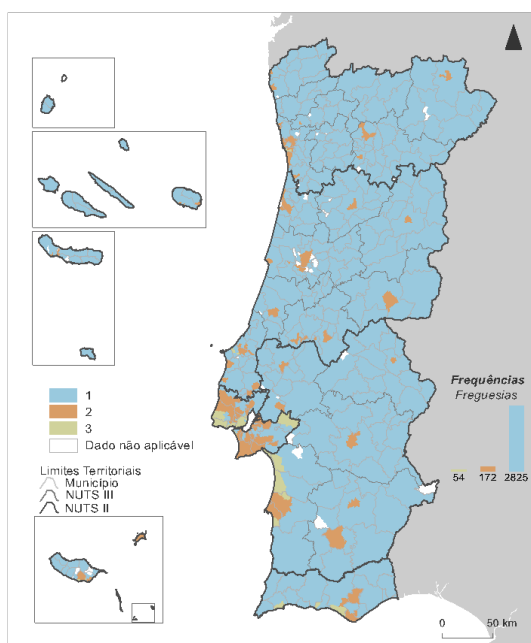 1
2
3
Dado não aplicável
Limites Territoriais
Município
NUTS III
NUTS II
Frequências
Freguesias
54 172 2825
0 50 km